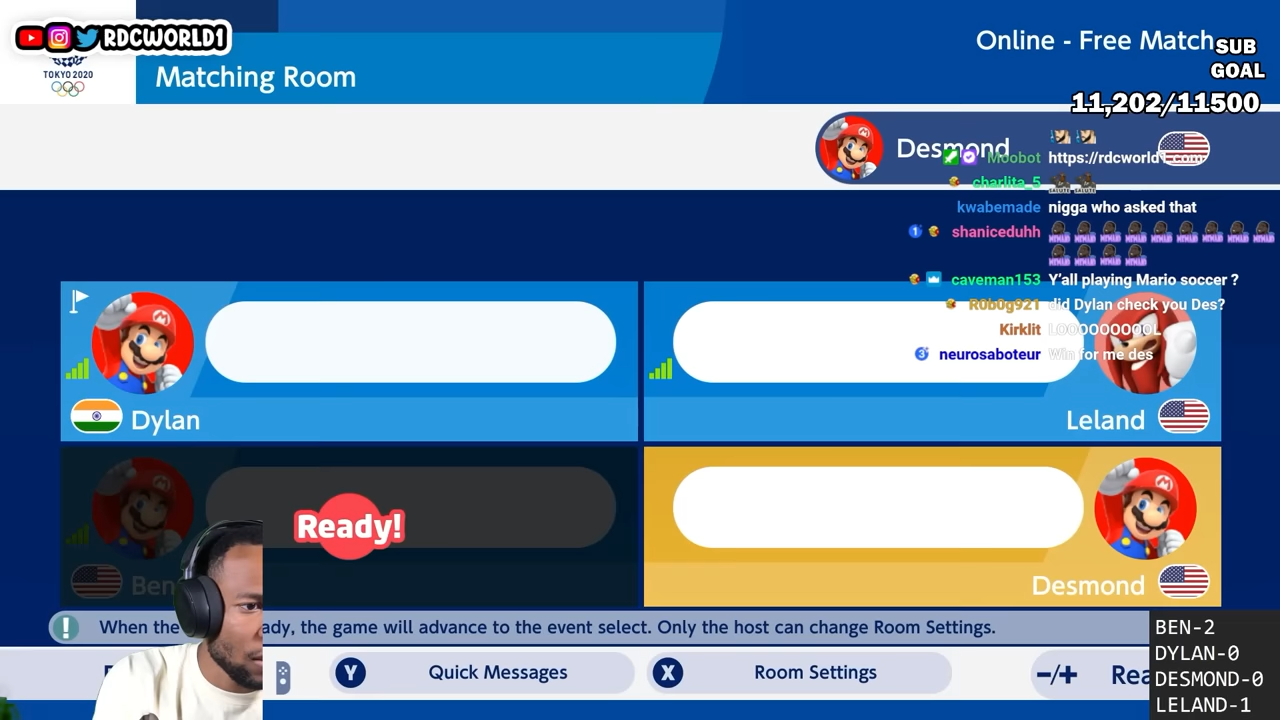 RDCWORLD1
TOKYO 2020
Matching Room
Online - Free Match
SUB
GOAL
11,202/11500
Desmond
Moobot https://rdcworld1.com
charlita_5
kwabemade nigga who asked that
shaniceduhh
caveman153 Y'all playing Mario soccer ?
R0b0g921 did Dylan check you Des?
Kirklit LOOOOOOOOOL
neurosaboteur Win for me des
Dylan
Leland
Ready!
Ben
Desmond
! When the ady, the game will advance to the event select. Only the host can change Room Settings.
Y Quick Messages
X Room Settings
-/+ Rea
BEN-2
DYLAN-0
DESMOND-0
LELAND-1